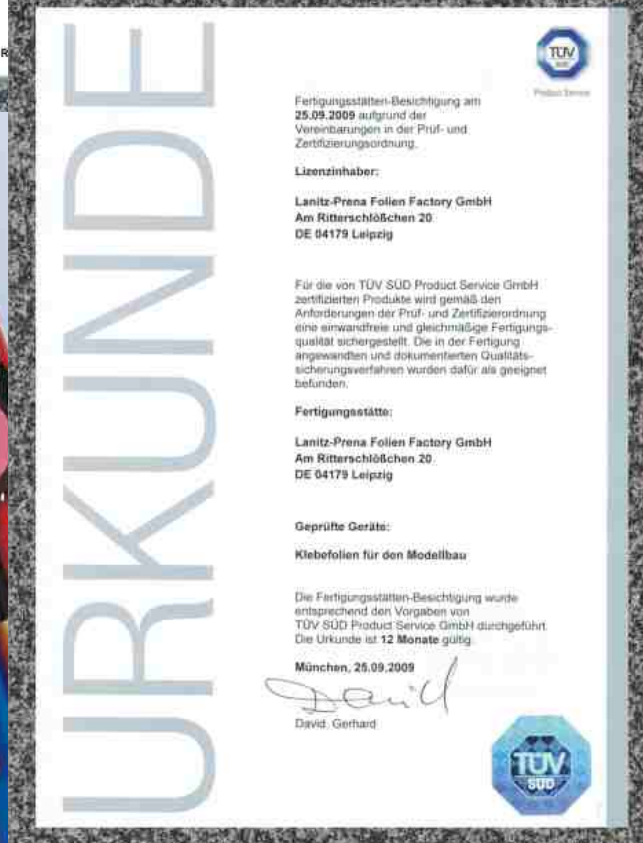 R
URKUNDE
TÜV
SÜD
Product Service
Fertigungsstätten-Besichtigung am
25.09.2009 aufgrund der
Vereinbarungen in der Prüf- und
Zertifizierungsordnung.
Lizenzinhaber:
Lanitz-Prena Folien Factory GmbH
Am Ritterschlößchen 20
DE 04179 Leipzig
Für die von TÜV SÜD Product Service GmbH
zertifizierten Produkte wird gemäß den
Anforderungen der Prüf- und Zertifizierordnung
eine einwandfreie und gleichmäßige Fertigungs-
qualität sichergestellt. Die in der Fertigung
angewandten und dokumentierten Qualitäts-
sicherungsverfahren wurden dafür als geeignet
befunden.
Fertigungsstätte:
Lanitz-Prena Folien Factory GmbH
Am Ritterschlößchen 20
DE 04179 Leipzig
Geprüfte Geräte:
Klebefolien für den Modellbau
Die Fertigungsstätten-Besichtigung wurde
entsprechend den Vorgaben von
TÜV SÜD Product Service GmbH durchgeführt.
Die Urkunde ist 12 Monate gültig.
München, 25.09.2009
David
David, Gerhard
TÜV
SÜD